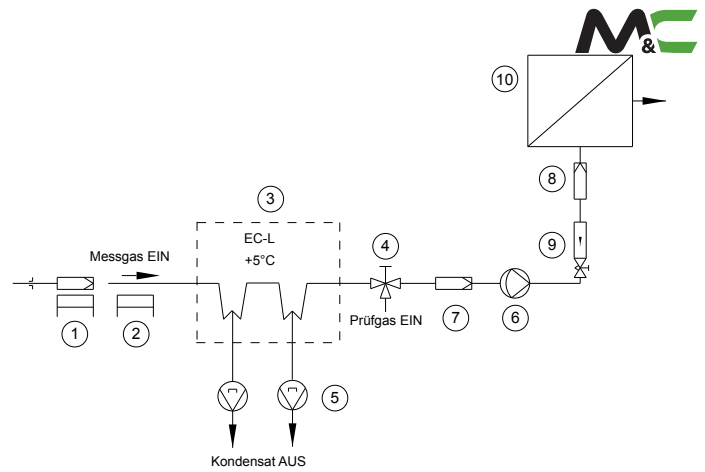 M&C
10
3
8
Messgas EIN
EC-L
+5°C
4
9
Prüfgas EIN
1
2
7
6
5
Kondensat AUS